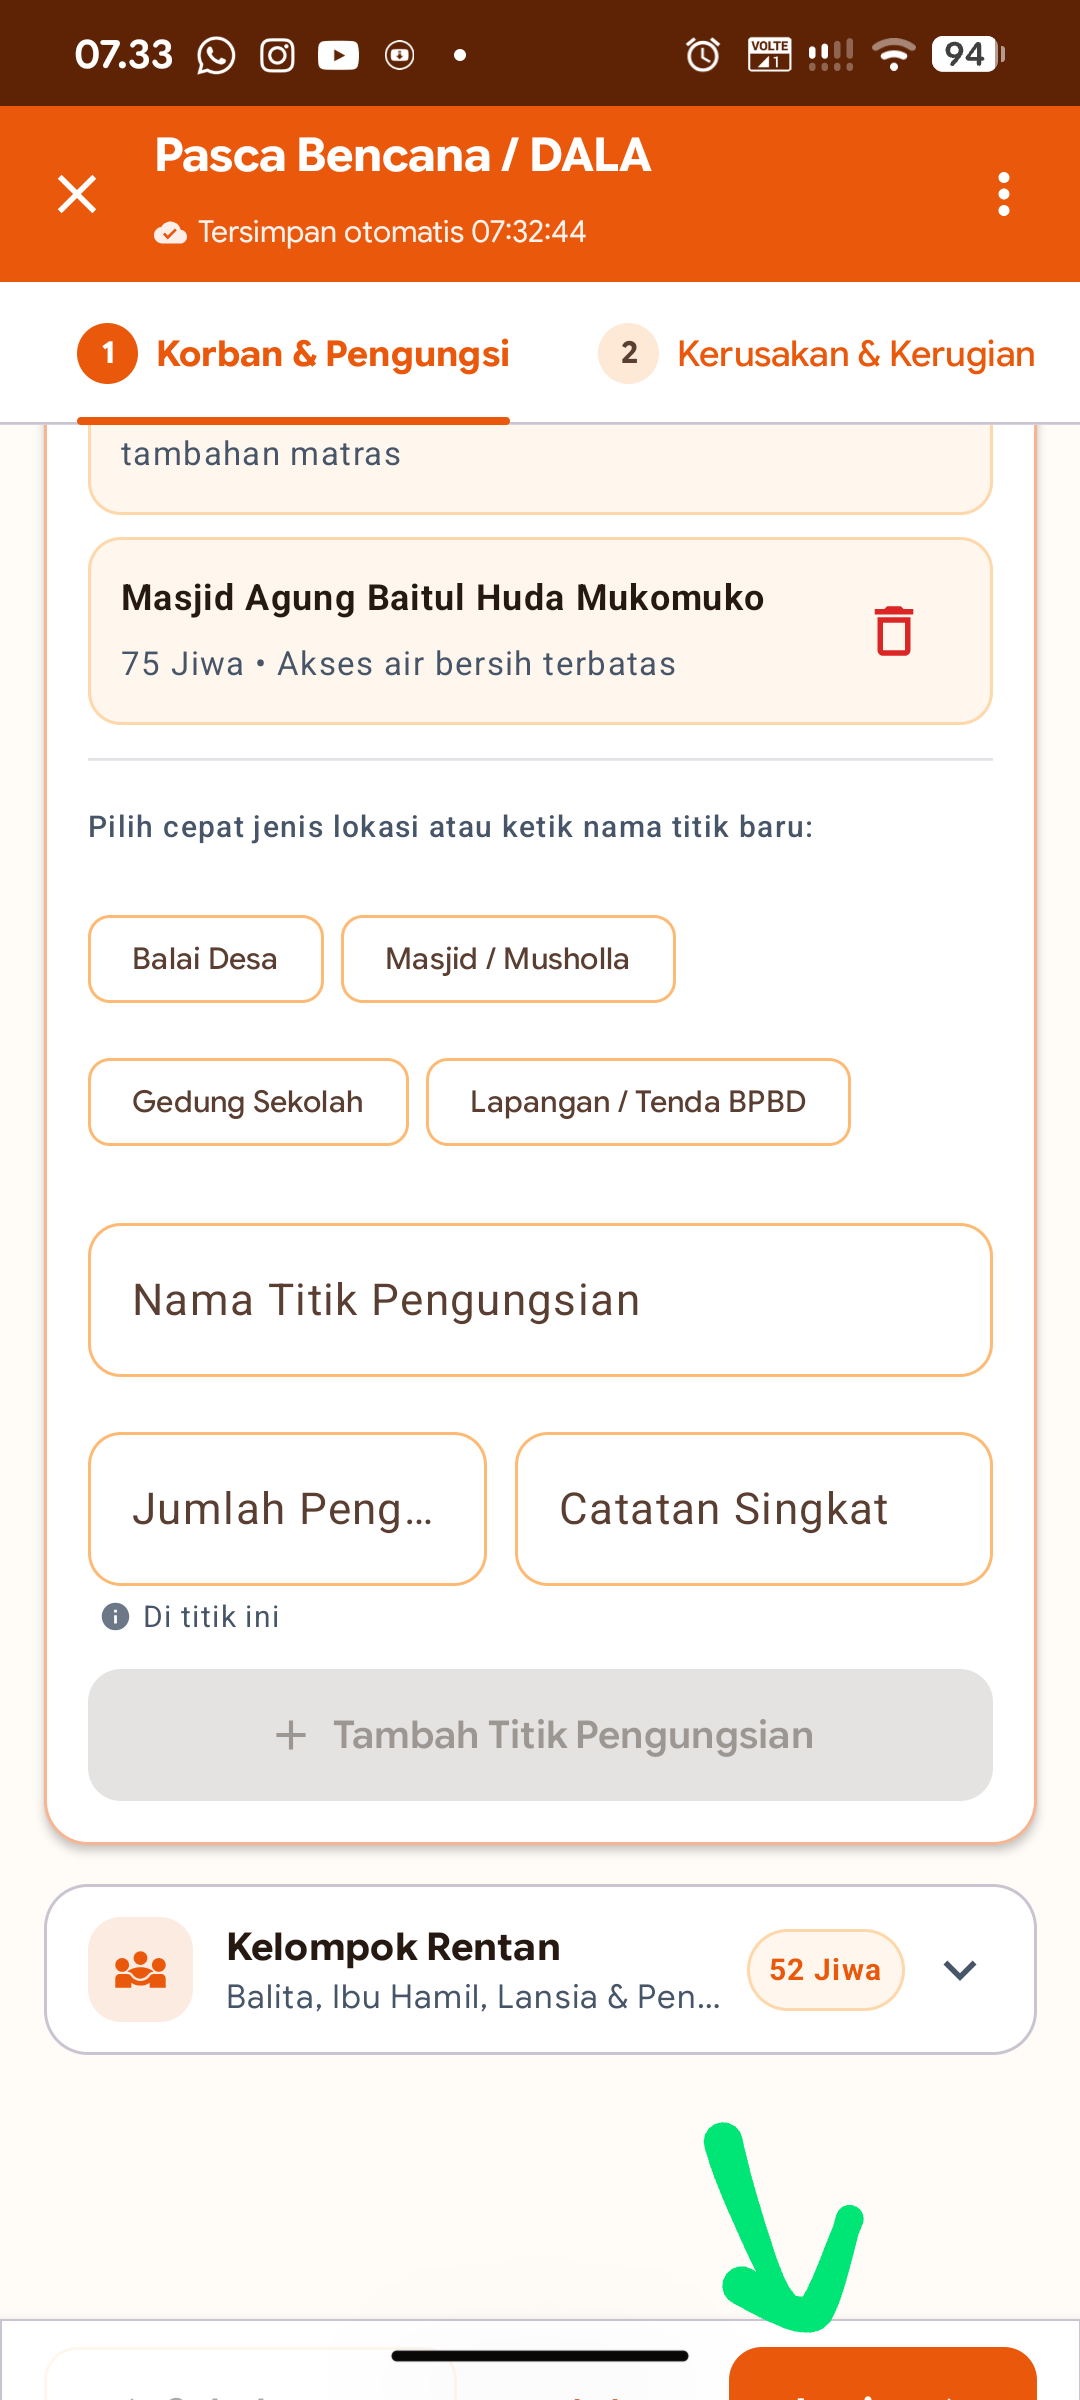 07.33
VOLTE 1
94
Pasca Bencana / DALA
Tersimpan otomatis 07:32:44
1 Korban & Pengungsi
2 Kerusakan & Kerugian
tambahan matras
Masjid Agung Baitul Huda Mukomuko
75 Jiwa • Akses air bersih terbatas
Pilih cepat jenis lokasi atau ketik nama titik baru:
Balai Desa
Masjid / Musholla
Gedung Sekolah
Lapangan / Tenda BPBD
Nama Titik Pengungsian
Jumlah Peng...
Catatan Singkat
Di titik ini
+ Tambah Titik Pengungsian
Kelompok Rentan
Balita, Ibu Hamil, Lansia & Pen...
52 Jiwa